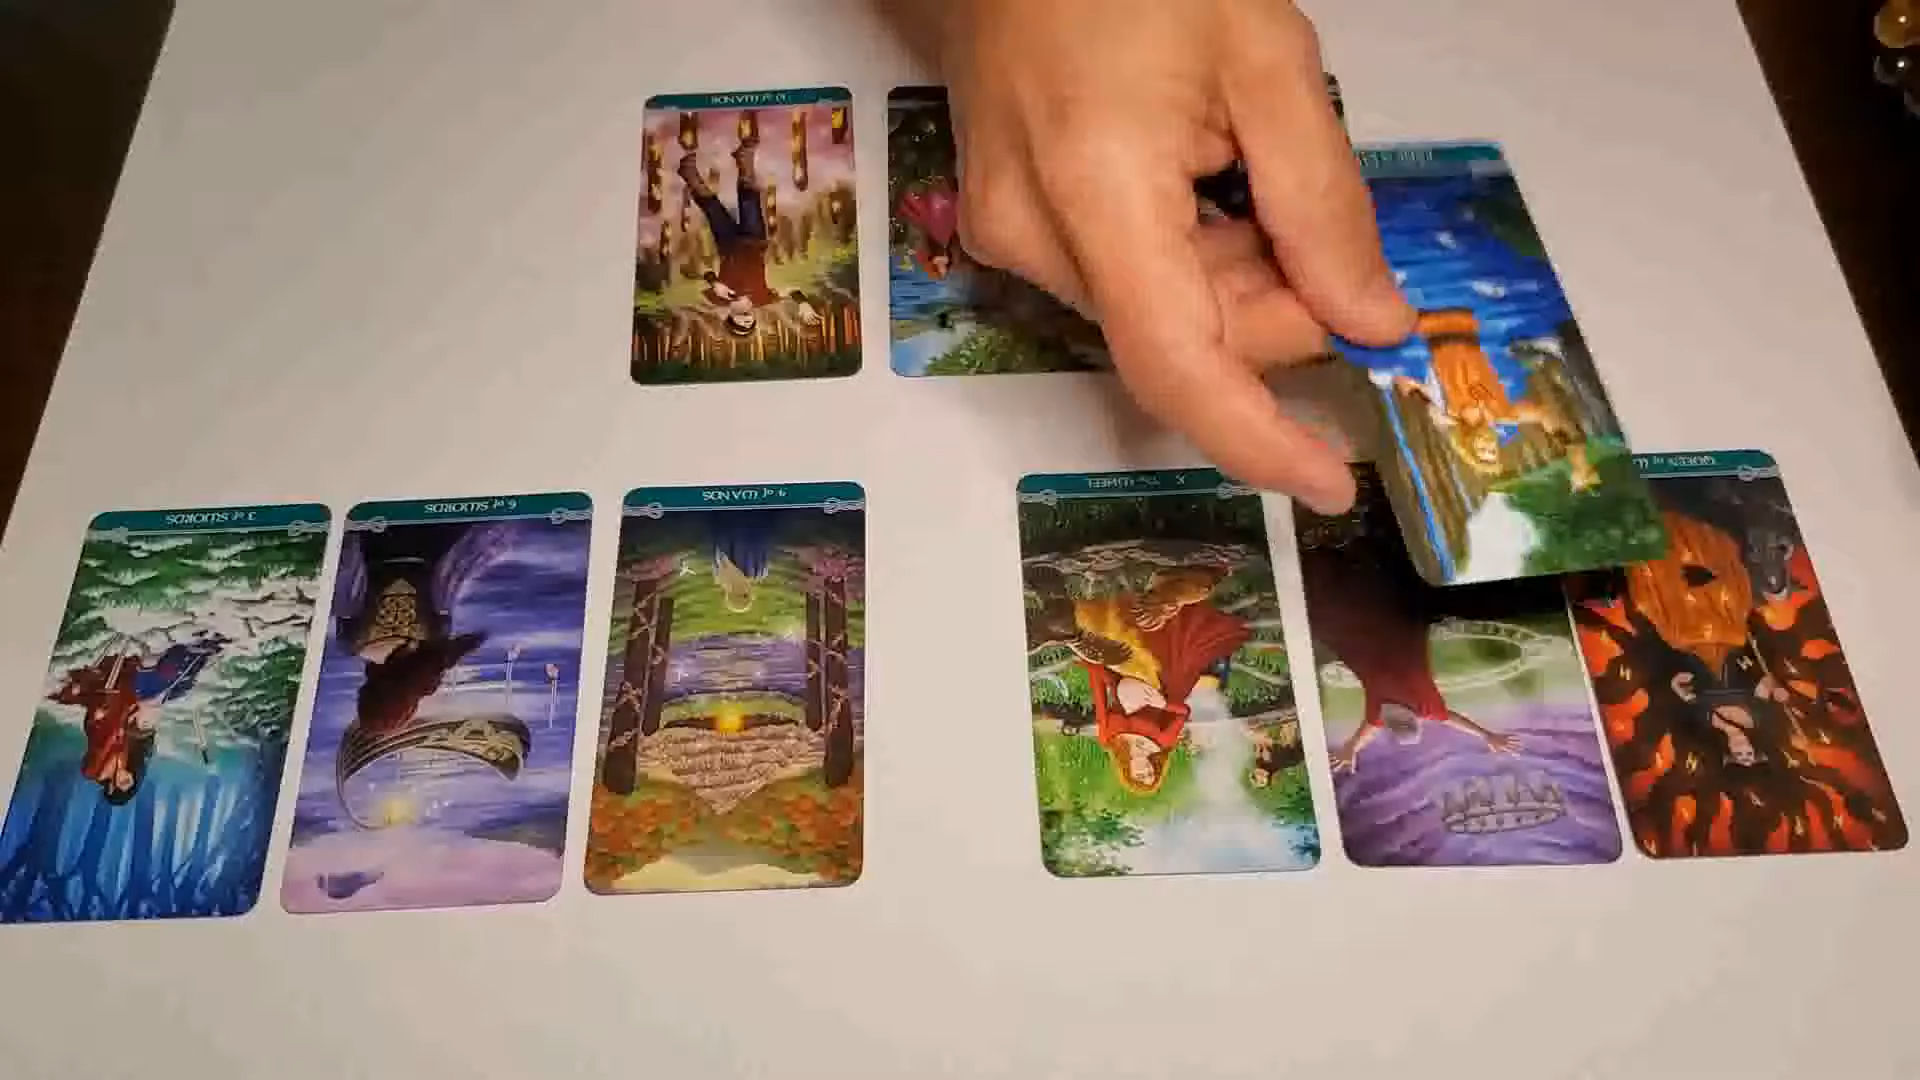 10 of WANDS
3 of SWORDS
6 of SWORDS
9 of WANDS
X The WHEEL
QUEEN of